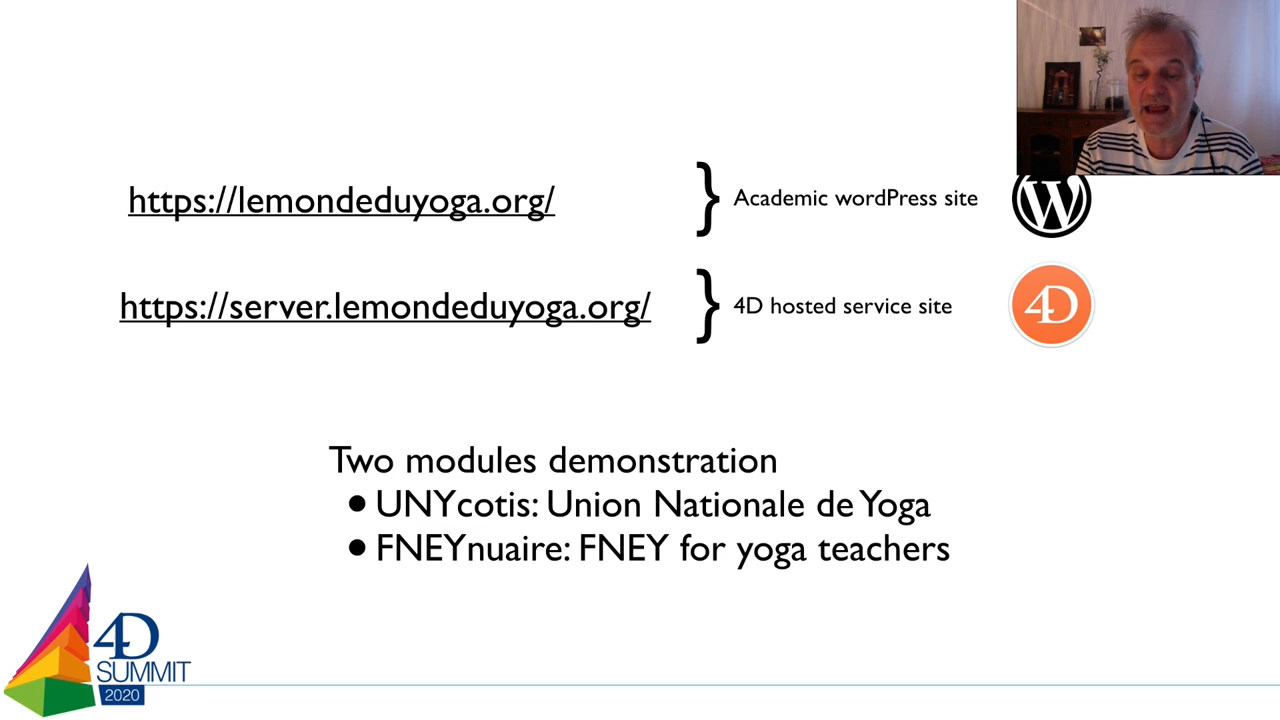 https://lemondeduyoga.org/
} Academic wordPress site
W
https://server.lemondeduyoga.org/
} 4D hosted service site
4D
Two modules demonstration
• UNYcotis: Union Nationale de Yoga
• FNEYnuaire: FNEY for yoga teachers
4D
SUMMIT
2020